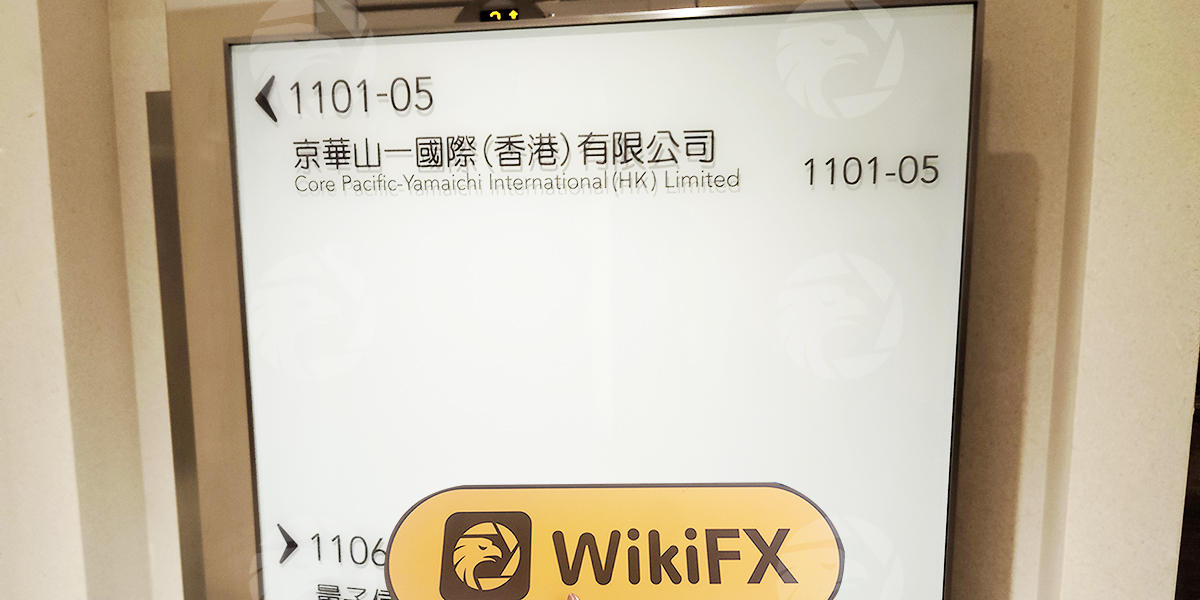 1101-05
京華山一國際(香港)有限公司
Core Pacific-Yamaichi International (HK) Limited
1101-05
1106
WikiFX